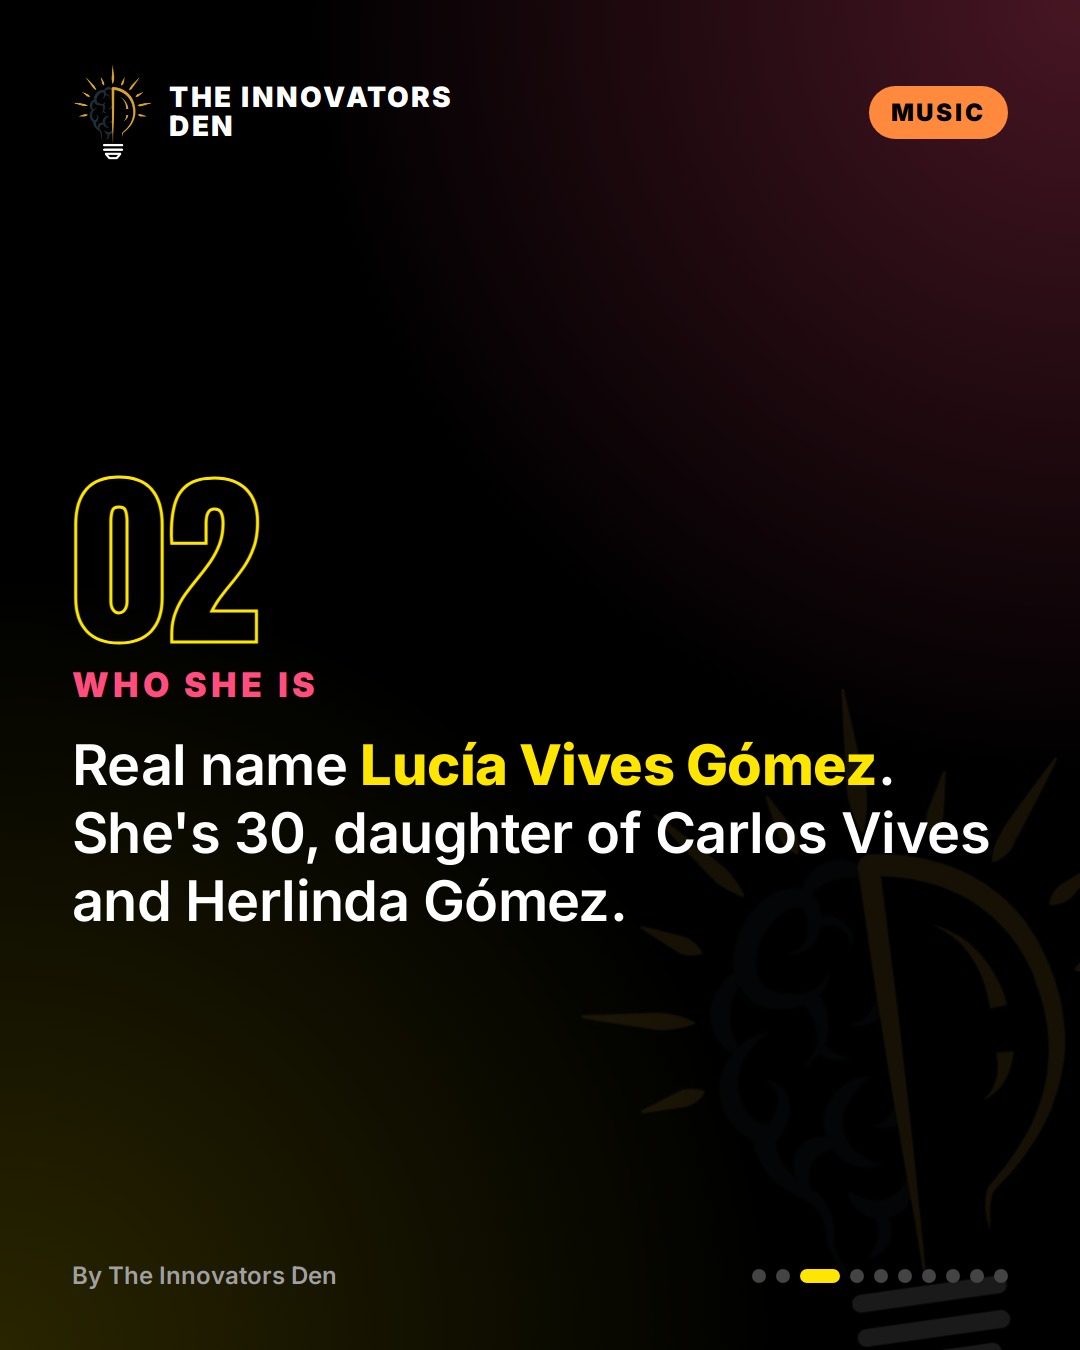 THE INNOVATORS
DEN
MUSIC
02
WHO SHE IS
Real name Lucía Vives Gómez.
She's 30, daughter of Carlos Vives
and Herlinda Gómez.
By The Innovators Den